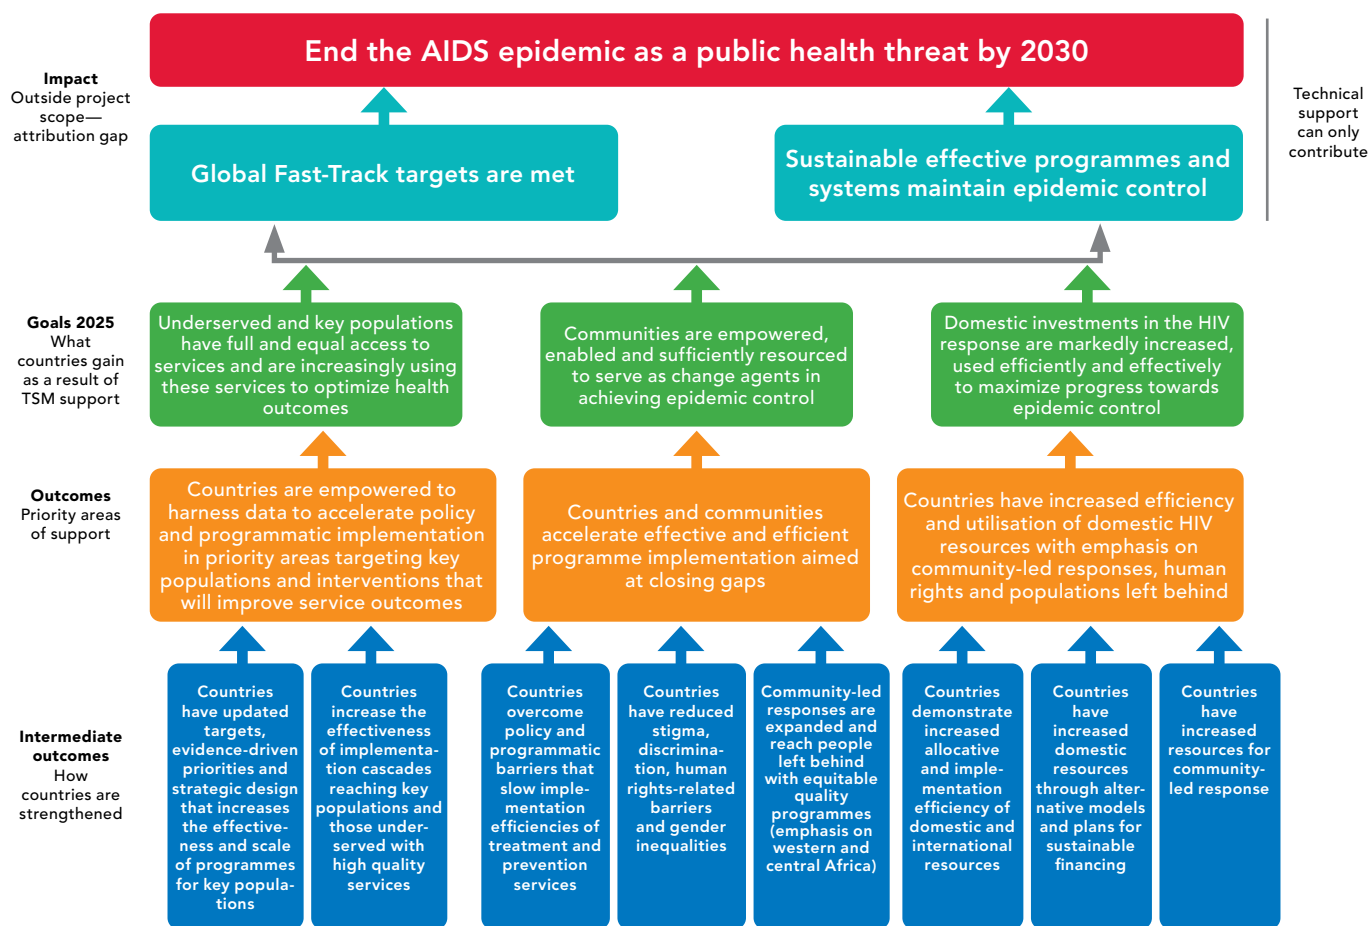 End the AIDS epidemic as a public health threat by 2030
Impact
Outside project
scope—
attribution gap
Technical
support
can only
contribute
Global Fast-Track targets are met
Sustainable effective programmes and
systems maintain epidemic control
Goals 2025
What
countries gain
as a result of
TSM support
Underserved and key populations
have full and equal access to
services and are increasingly using
these services to optimize health
outcomes
Communities are empowered,
enabled and sufficiently resourced
to serve as change agents in
achieving epidemic control
Domestic investments in the HIV
response are markedly increased,
used efficiently and effectively
to maximize progress towards
epidemic control
Outcomes
Priority areas
of support
Countries are empowered to
harness data to accelerate policy
and programmatic implementation
in priority areas targeting key
populations and interventions that
will improve service outcomes
Countries and communities
accelerate effective and efficient
programme implementation aimed
at closing gaps
Countries have increased efficiency
and utilisation of domestic HIV
resources with emphasis on
community-led responses, human
rights and populations left behind
Intermediate
outcomes
How
countries are
strengthened
Countries
have updated
targets,
evidence-driven
priorities and
strategic design
that increases
the effective-
ness and scale
of programmes
for key popula-
tions
Countries
increase the
effectiveness
of implementa-
tion cascades
reaching key
populations and
those under-
served with
high quality
services
Countries
overcome
policy and
programmatic
barriers that
slow imple-
mentation
efficiencies of
treatment and
prevention
services
Countries
have reduced
stigma,
discrimina-
tion, human
rights-related
barriers
and gender
inequalities
Community-led
responses are
expanded and
reach people
left behind
with equitable
quality
programmes
(emphasis on
western and
central Africa)
Countries
demonstrate
increased
allocative
and imple-
mentation
efficiency of
domestic and
international
resources
Countries
have
increased
domestic
resources
through alter-
native models
and plans for
sustainable
financing
Countries
have
increased
resources for
community-
led response